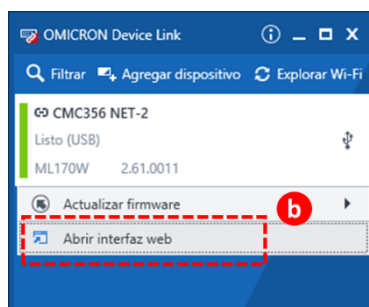 OMICRON Device Link
Filtrar Agregar dispositivo Explorar Wi-Fi
CMC356 NET-2
Listo (USB)
ML170W 2.61.0011
Actualizar firmware
b
Abrir interfaz web